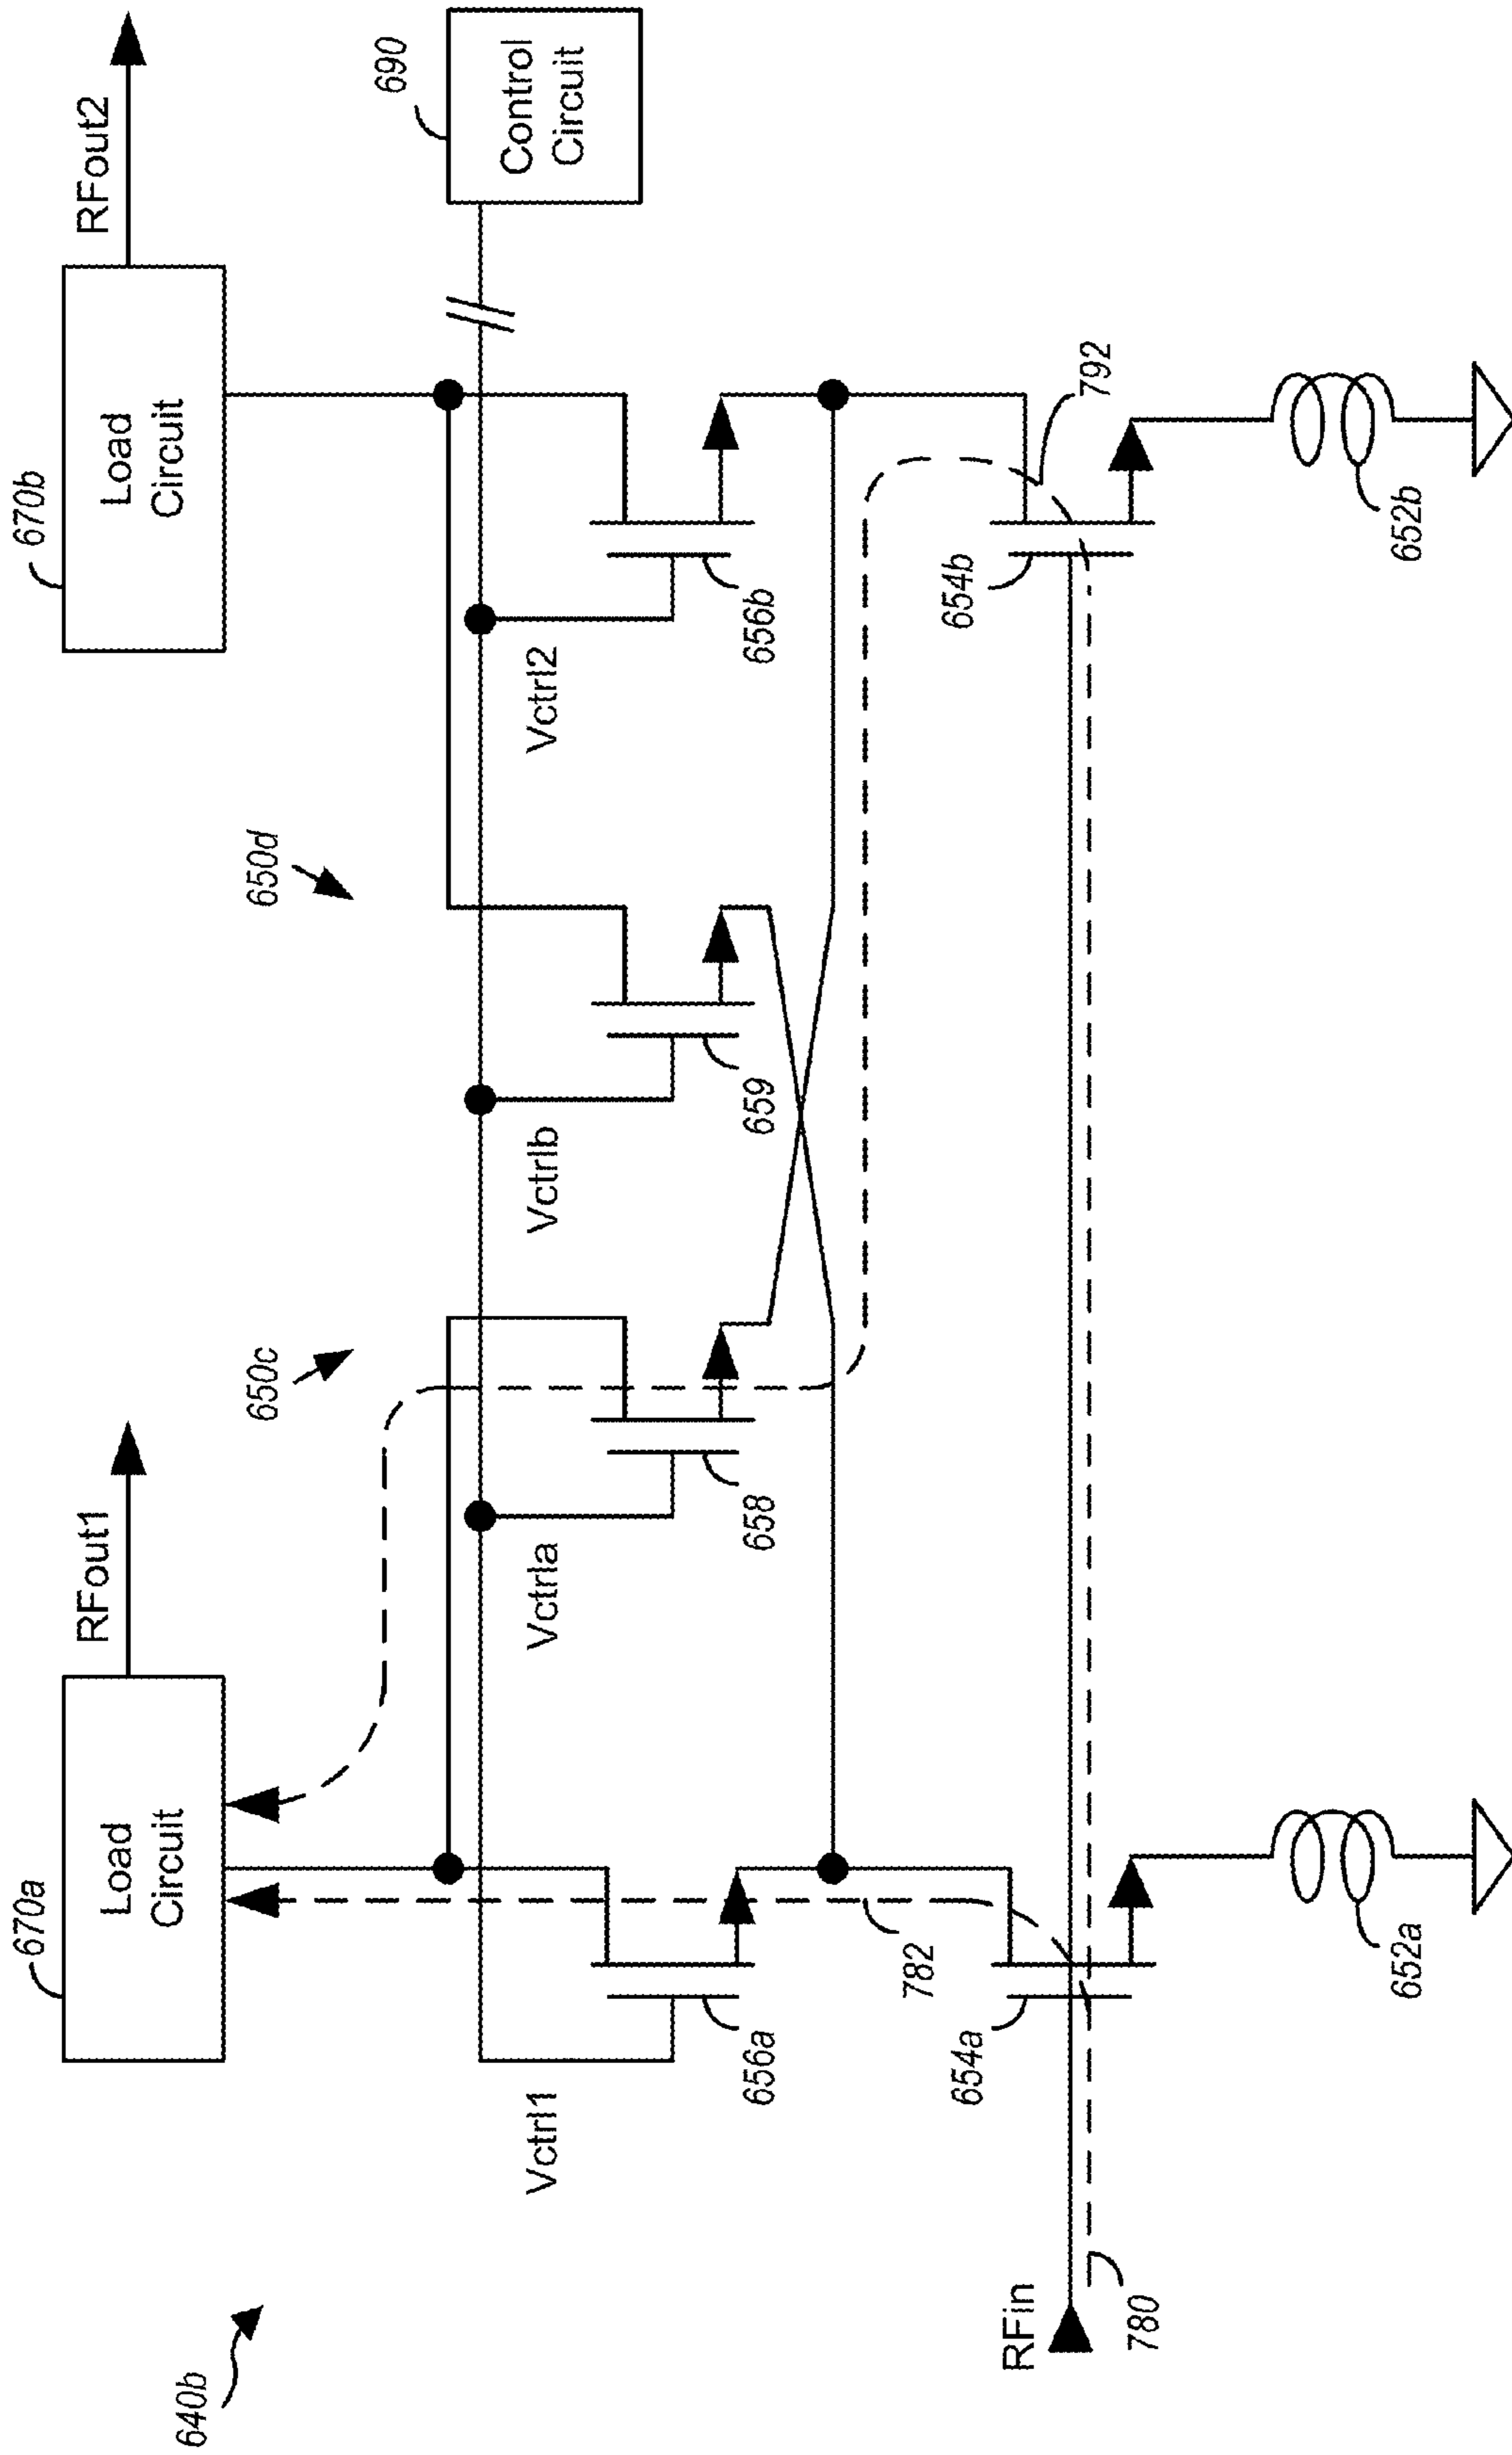 640b
670a
Load
Circuit
RFout1
670b
Load
Circuit
RFout2
650c
650d
690
Control
Circuit
Vctrl1
Vctrla
Vctrlb
Vctrl2
656a
658
659
656b
782
654a
654b
792
RFin
780
652a
652b